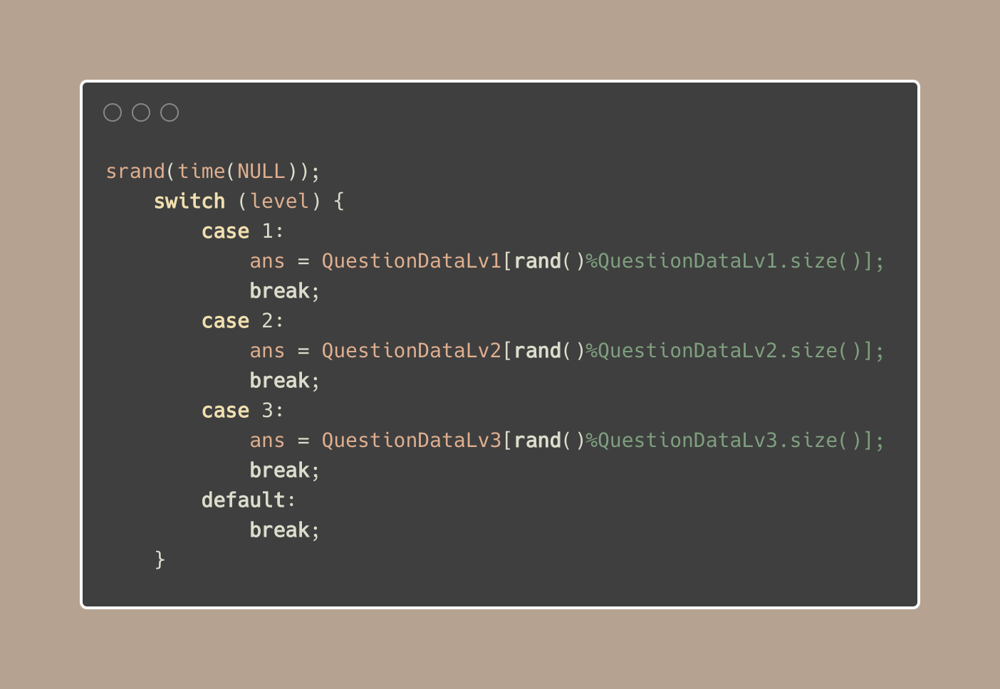 srand(time(NULL));
    switch (level) {
        case 1:
            ans = QuestionDataLv1[rand()%QuestionDataLv1.size()];
            break;
        case 2:
            ans = QuestionDataLv2[rand()%QuestionDataLv2.size()];
            break;
        case 3:
            ans = QuestionDataLv3[rand()%QuestionDataLv3.size()];
            break;
        default:
            break;
    }